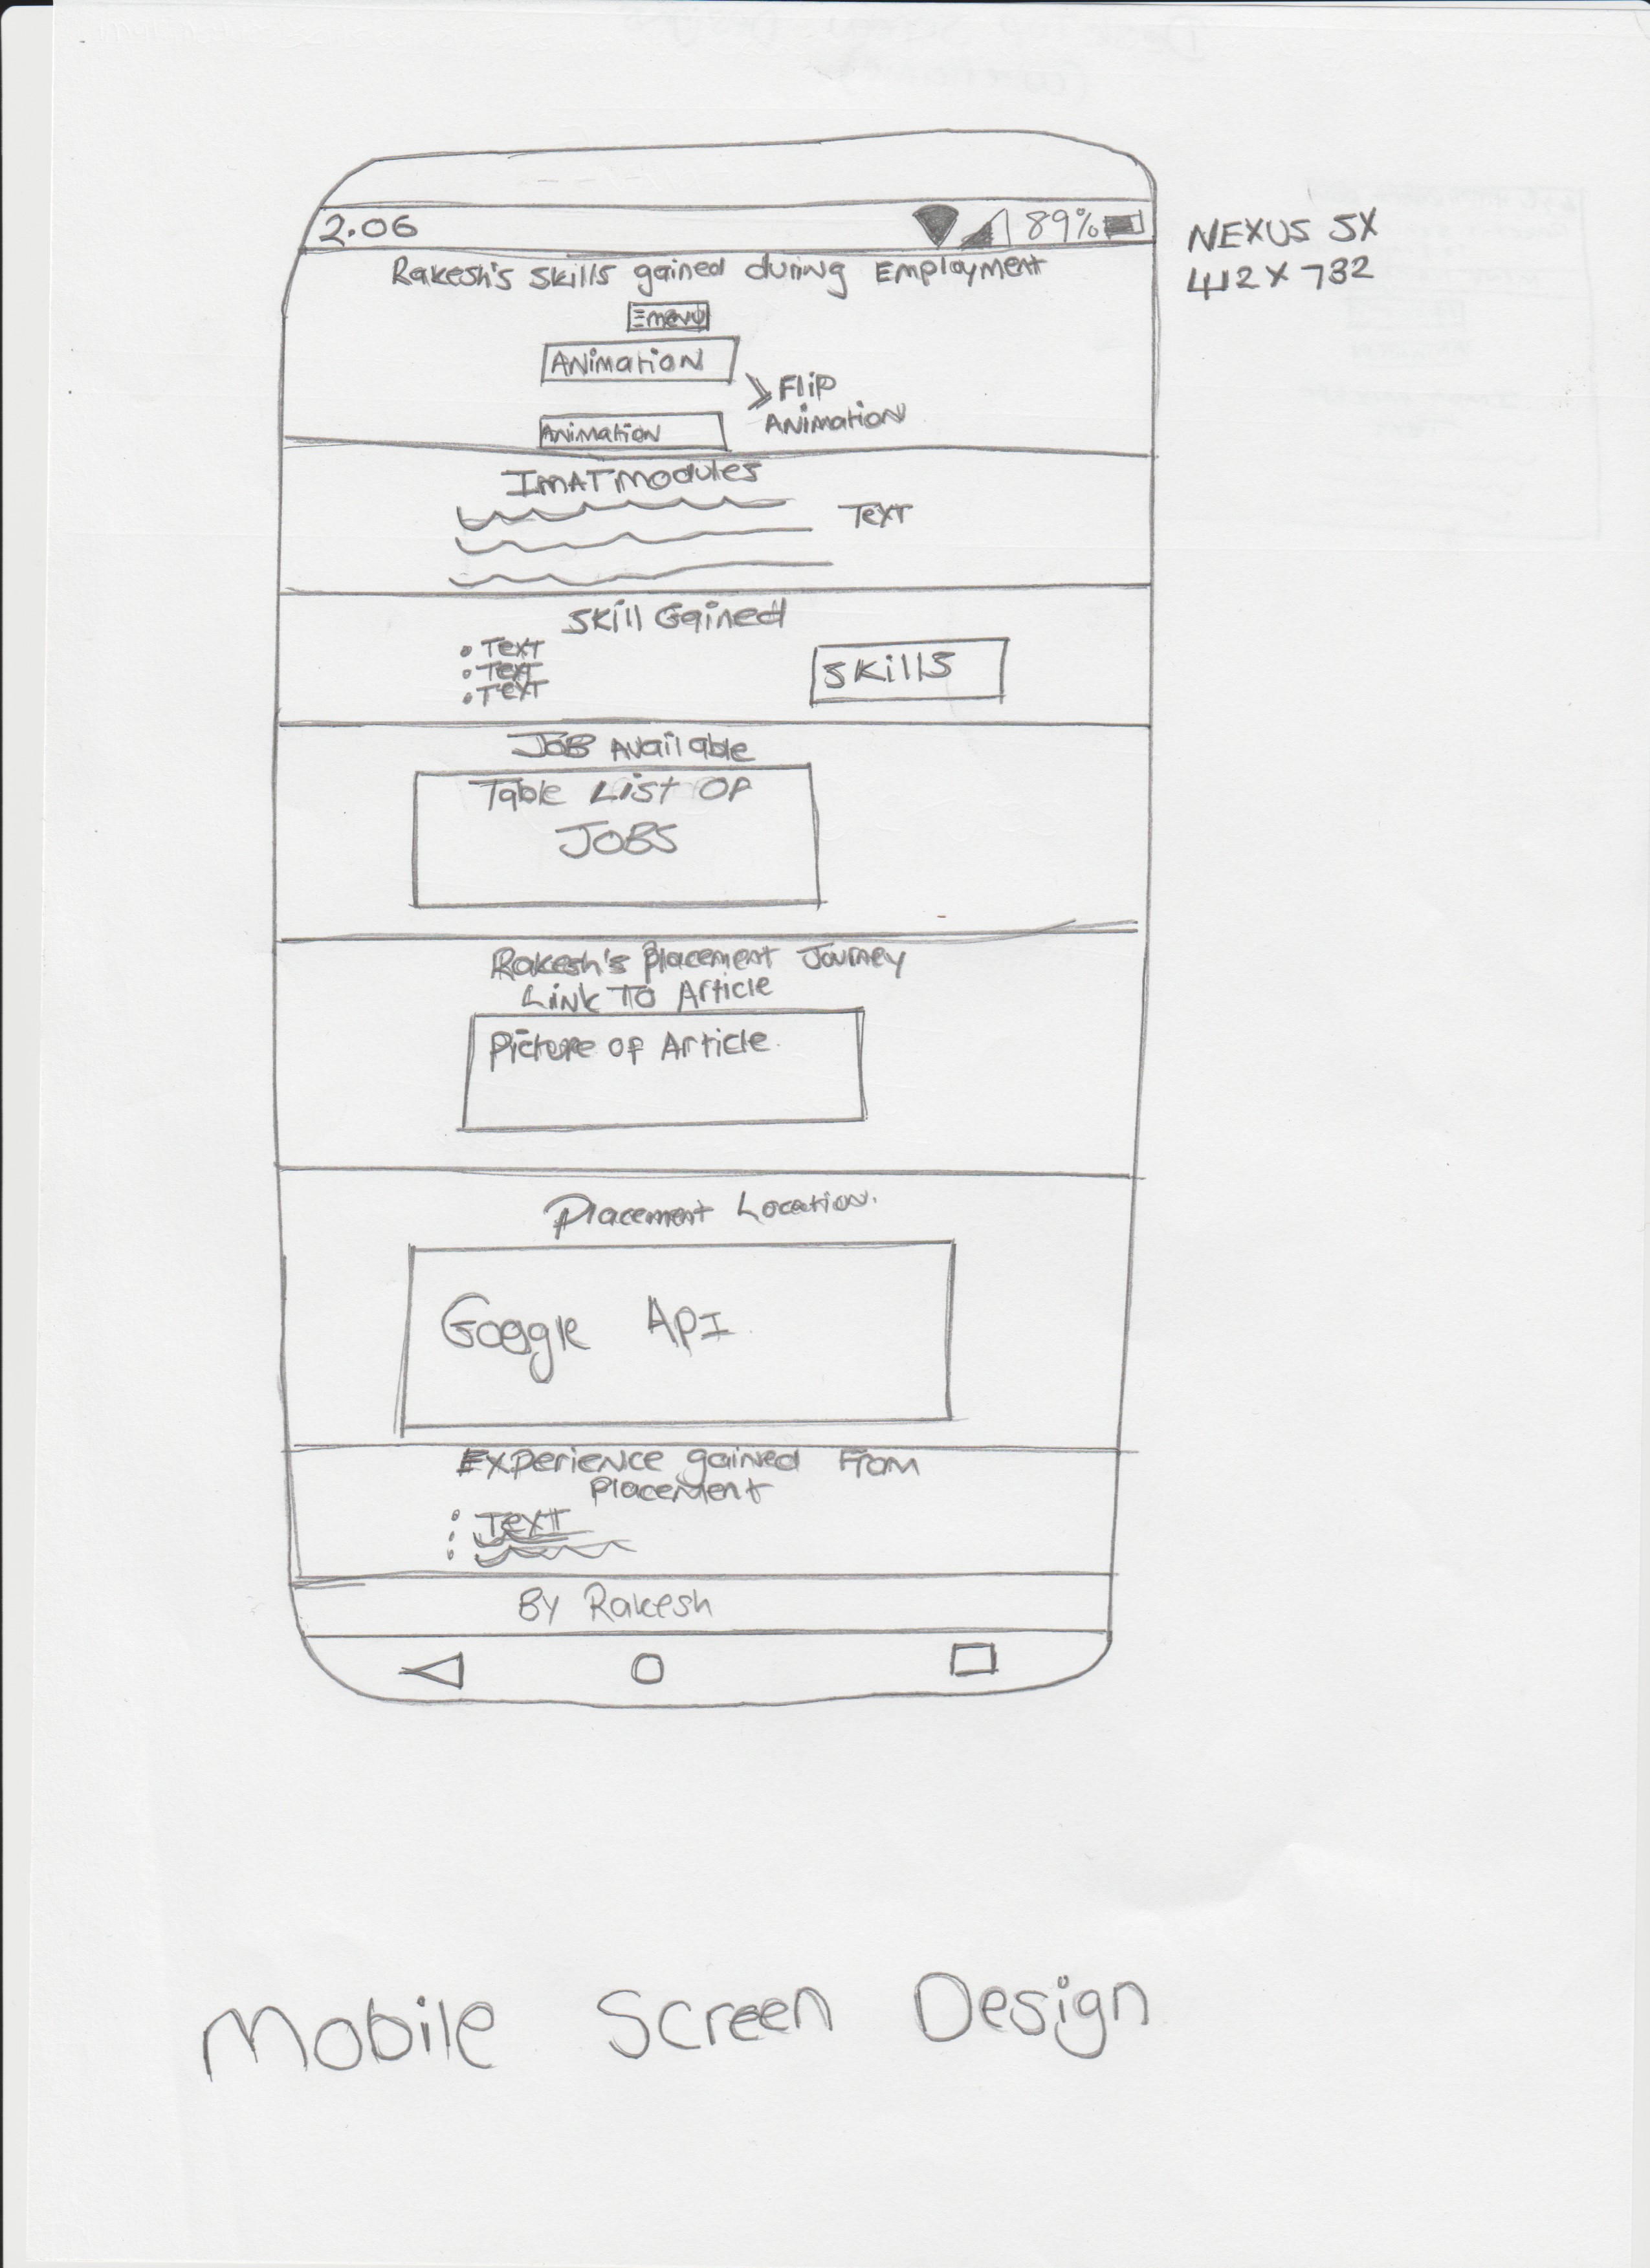 2.06 89%
NEXUS 5X
412 X 732
Rakesh's Skills gained during Employment
menu
Animation
Flip
Animation
Animation
IMAT modules
Text
Skill Gained
• Text
• Text
• Text
Skills
JOB Available
Table List OF
JOBS
Rakesh's Placement Journey
Link To Article
Picture of Article
Placement Location.
Goggle API
Experience gained From
Placement
Text
By Rakesh
Mobile Screen Design